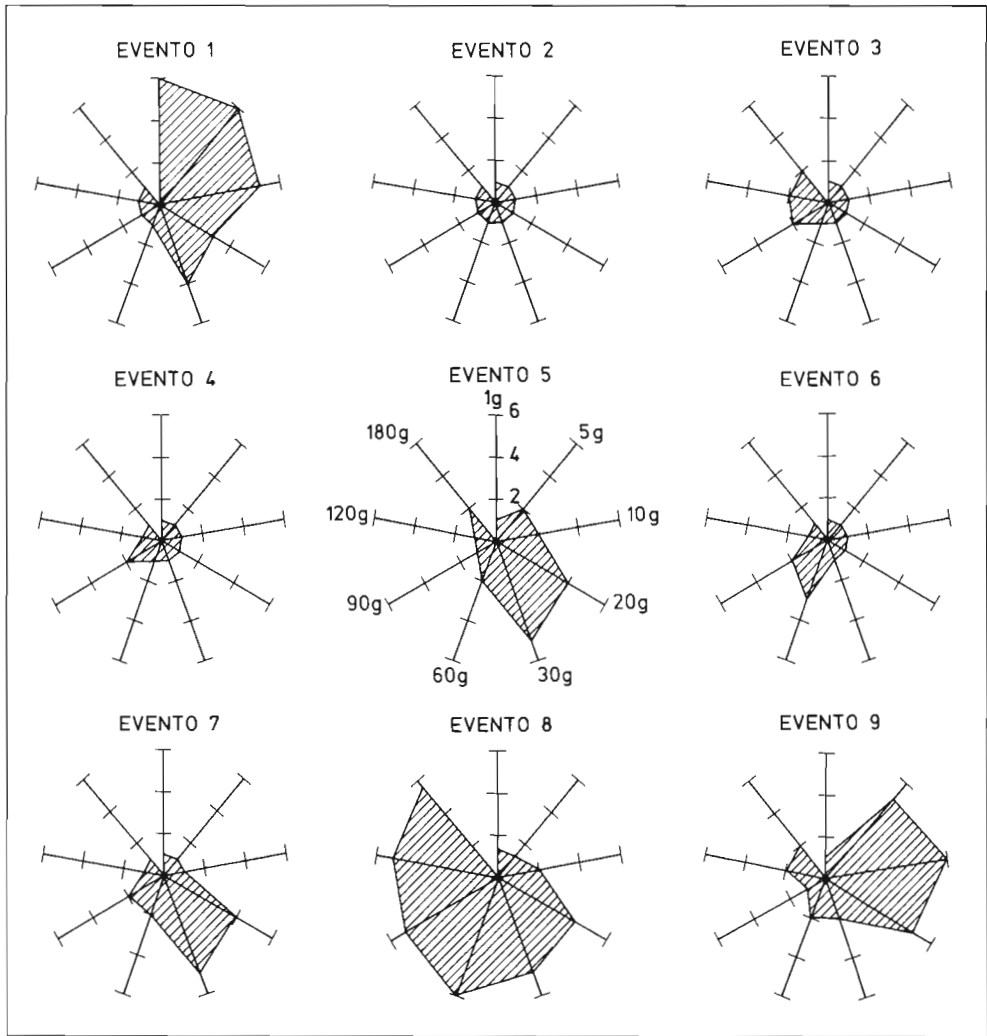 EVENTO 1
EVENTO 2
EVENTO 3
EVENTO 4
EVENTO 5
EVENTO 6
1g
6
180g
5g
4
2
120g
10g
90g
20g
60g
30g
EVENTO 7
EVENTO 8
EVENTO 9